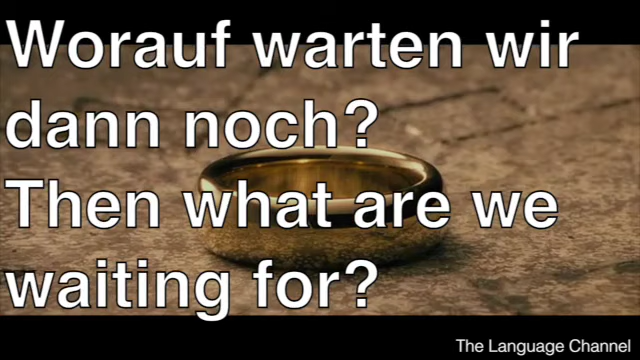 Worauf warten wir
dann noch?
Then what are we
waiting for?
The Language Channel